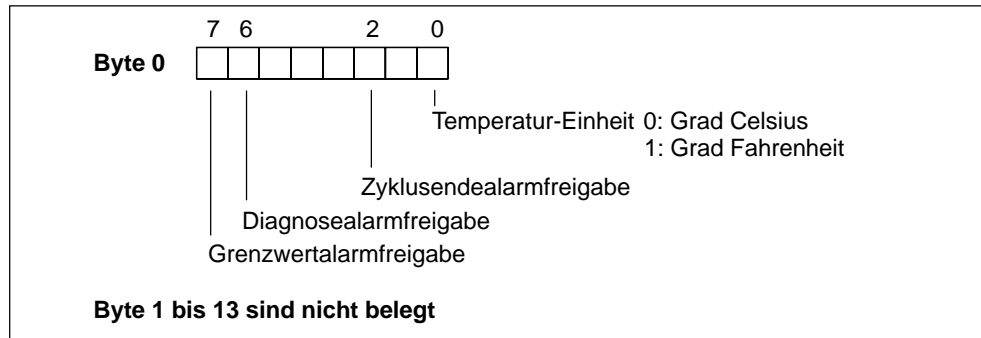 7 6 2 0
Byte 0
Temperatur-Einheit 0: Grad Celsius
1: Grad Fahrenheit
Zyklusendealarmfreigabe
Diagnosealarmfreigabe
Grenzwertalarmfreigabe
Byte 1 bis 13 sind nicht belegt